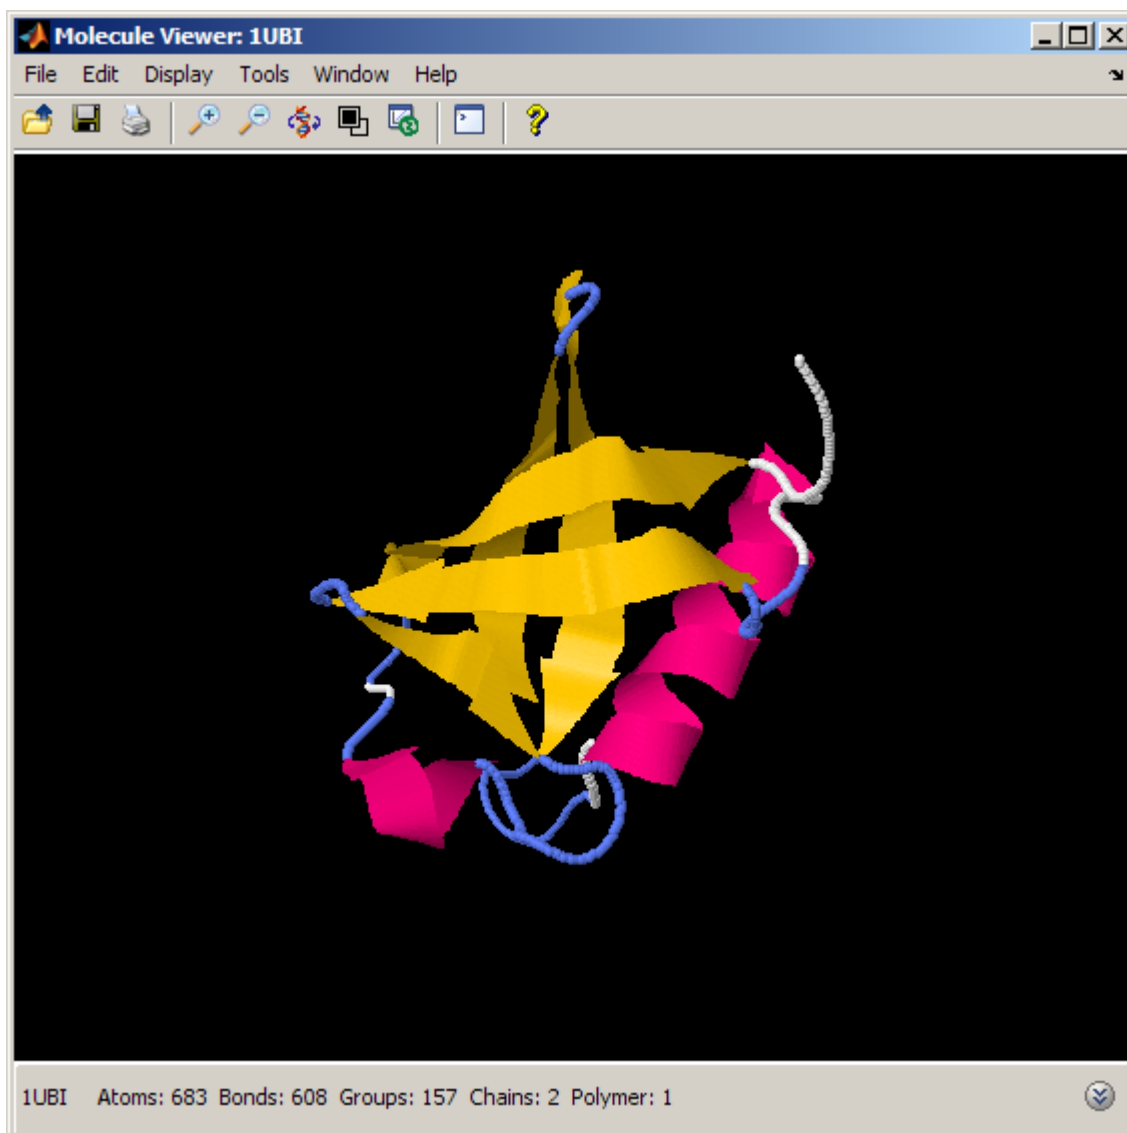 Molecule Viewer: 1UBI
File Edit Display Tools Window Help
1UBI Atoms: 683 Bonds: 608 Groups: 157 Chains: 2 Polymer: 1